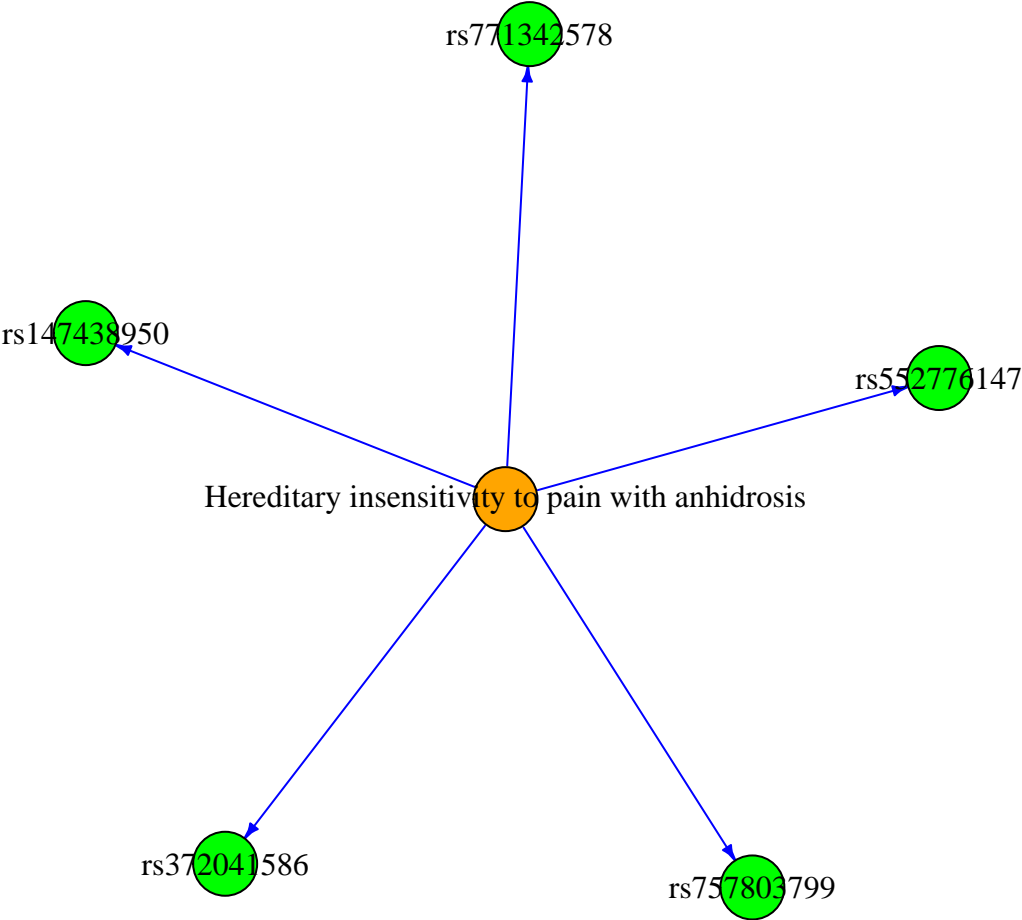 rs771342578
rs147438950
rs552776147
Hereditary insensitivity to pain with anhidrosis
rs372041586
rs757803799